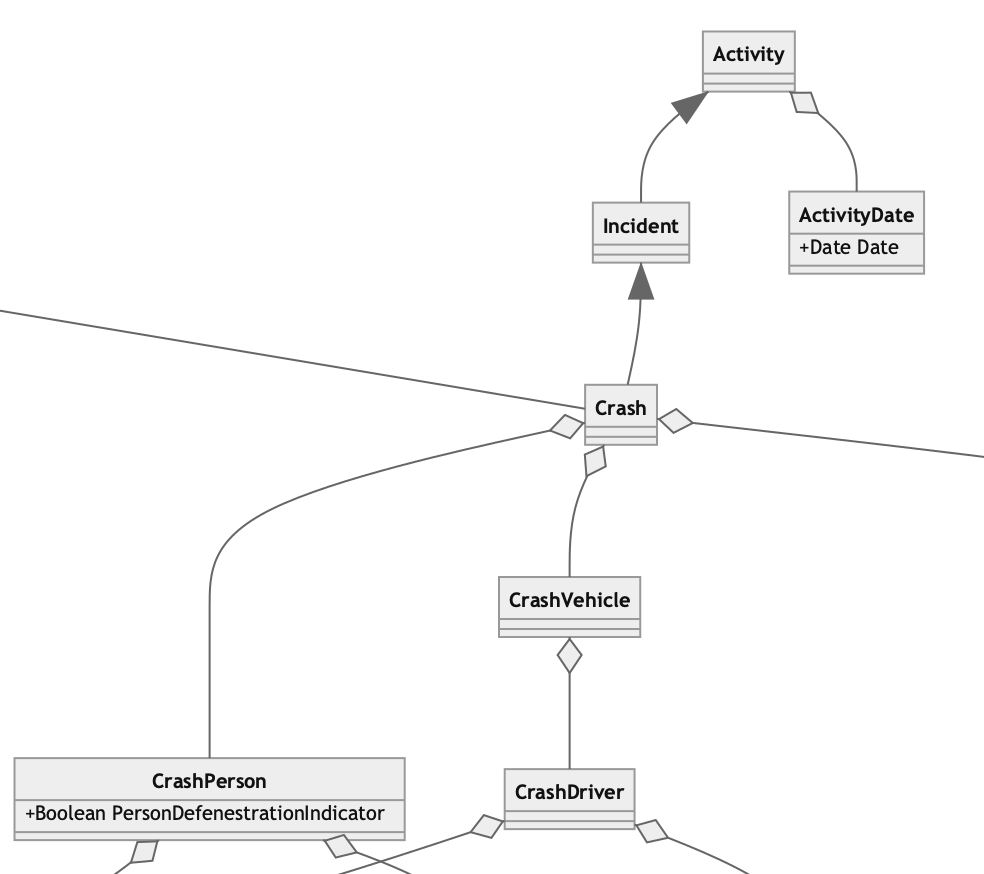 Activity
Incident
ActivityDate
+Date Date
Crash
CrashVehicle
CrashPerson
+Boolean PersonDefenestrationIndicator
CrashDriver